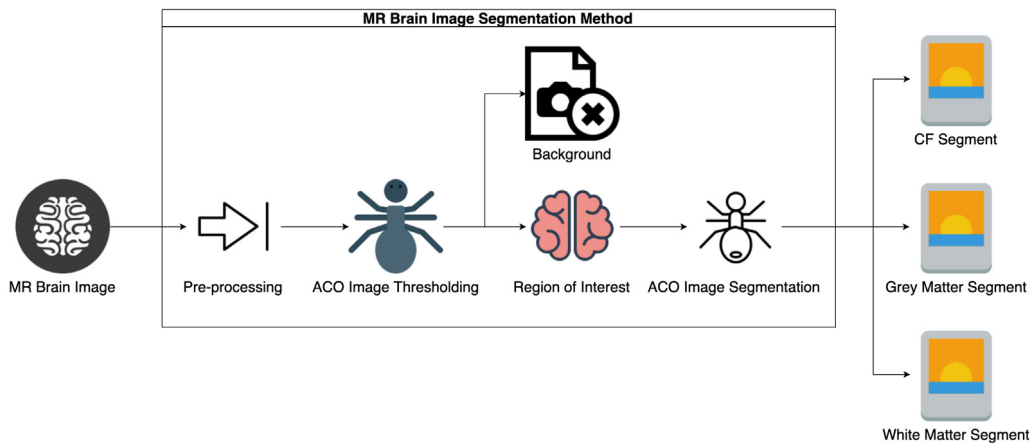 MR Brain Image Segmentation Method
Background
CF Segment
MR Brain Image
Pre-processing
ACO Image Thresholding
Region of Interest
ACO Image Segmentation
Grey Matter Segment
White Matter Segment